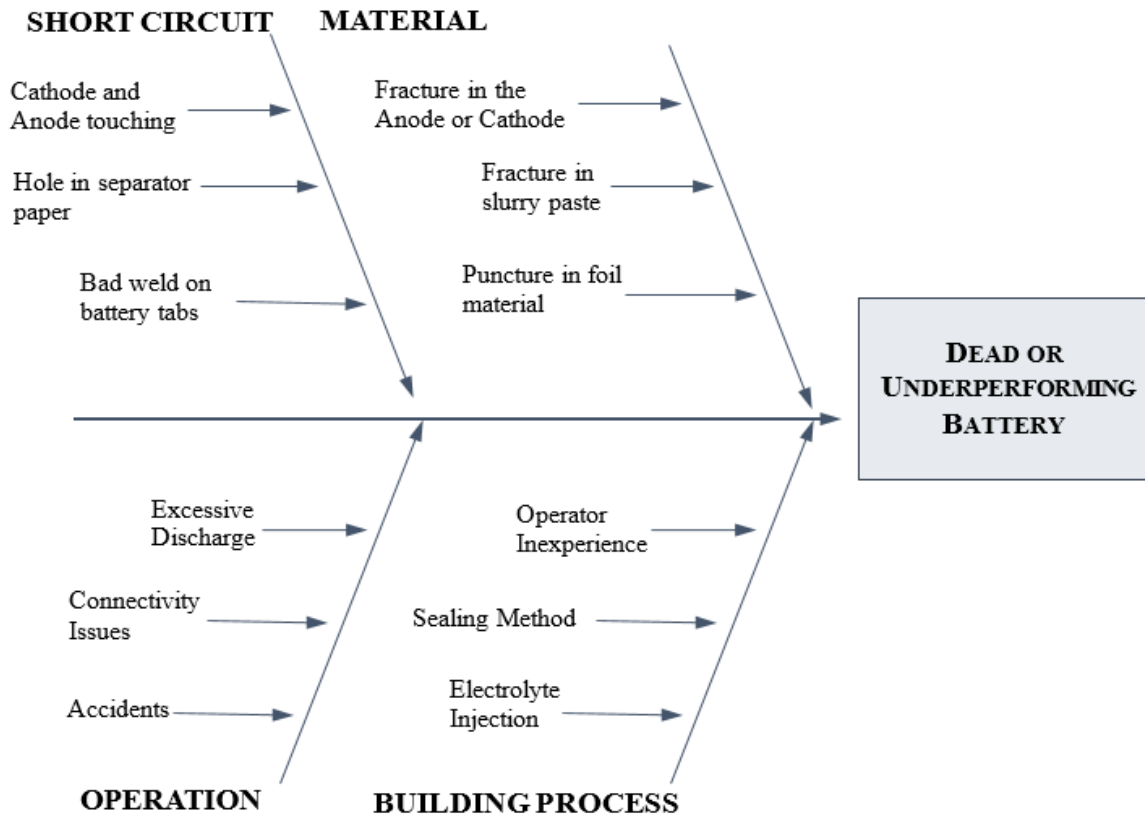 SHORT CIRCUIT
MATERIAL
Cathode and
Anode touching
Hole in separator
paper
Bad weld on
battery tabs
Fracture in the
Anode or Cathode
Fracture in
slurry paste
Puncture in foil
material
DEAD OR
UNDERPERFORMING
BATTERY
Excessive
Discharge
Connectivity
Issues
Accidents
Operator
Inexperience
Sealing Method
Electrolyte
Injection
OPERATION
BUILDING PROCESS